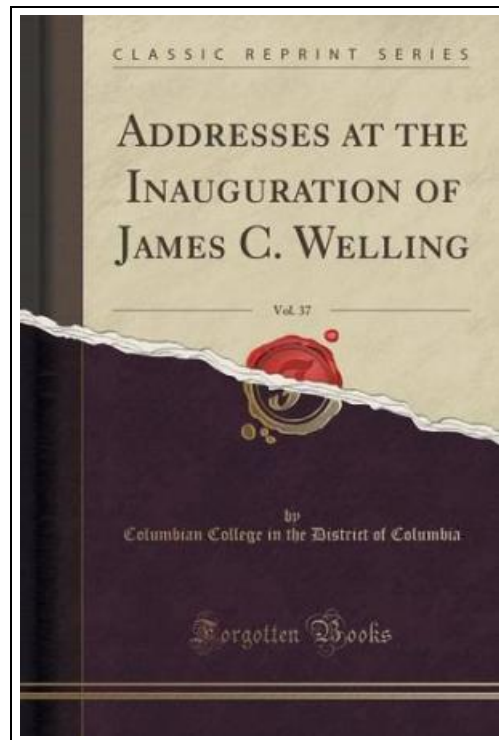 CLASSIC REPRINT SERIES
ADDRESSES AT THE
INAUGURATION OF
JAMES C. WELLING
Vol. 37
by
Columbian College in the District of Columbia
Forgotten Books